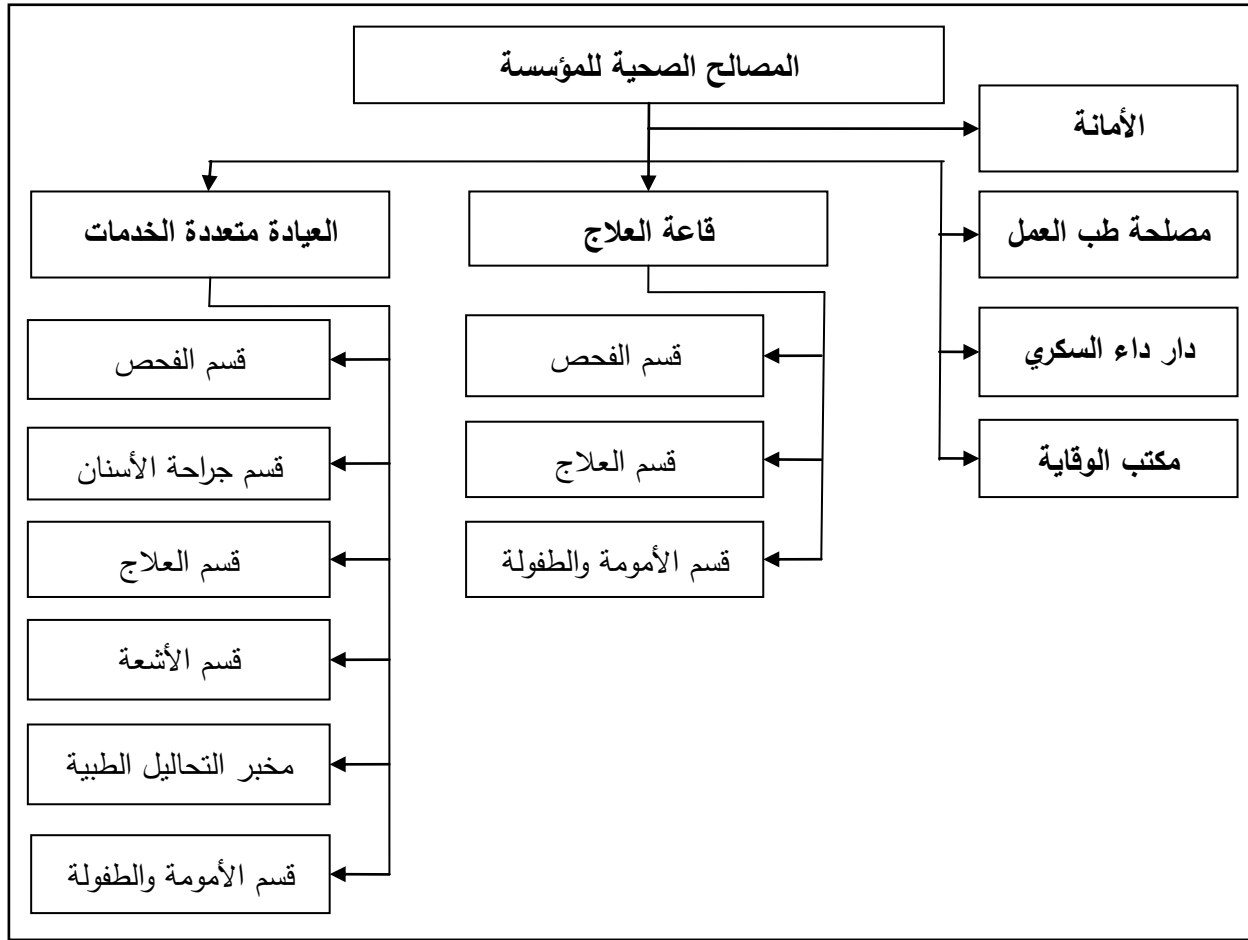 المصالح الصحية للمؤسسة
الأمانة
مصلحة طب العمل
دار داء السكري
مكتب الوقاية
قاعة العلاج
قسم الفحص
قسم العلاج
قسم الأمومة والطفولة
العيادة متعددة الخدمات
قسم الفحص
قسم جراحة الأسنان
قسم العلاج
قسم الأشعة
مخبر التحاليل الطبية
قسم الأمومة والطفولة